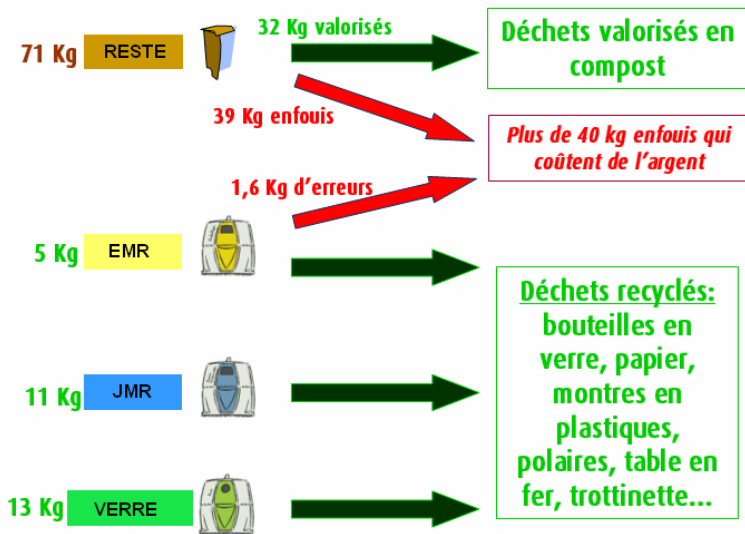 32 Kg valorisés
71 Kg
RESTE
Déchets valorisés en
compost
39 Kg enfouis
Plus de 40 kg enfouis qui
coûtent de l'argent
1,6 Kg d'erreurs
5 Kg
EMR
Déchets recyclés:
bouteilles en
verre, papier,
montres en
plastiques,
polaires, table en
fer, trottinette...
11 Kg
JMR
13 Kg
VERRE